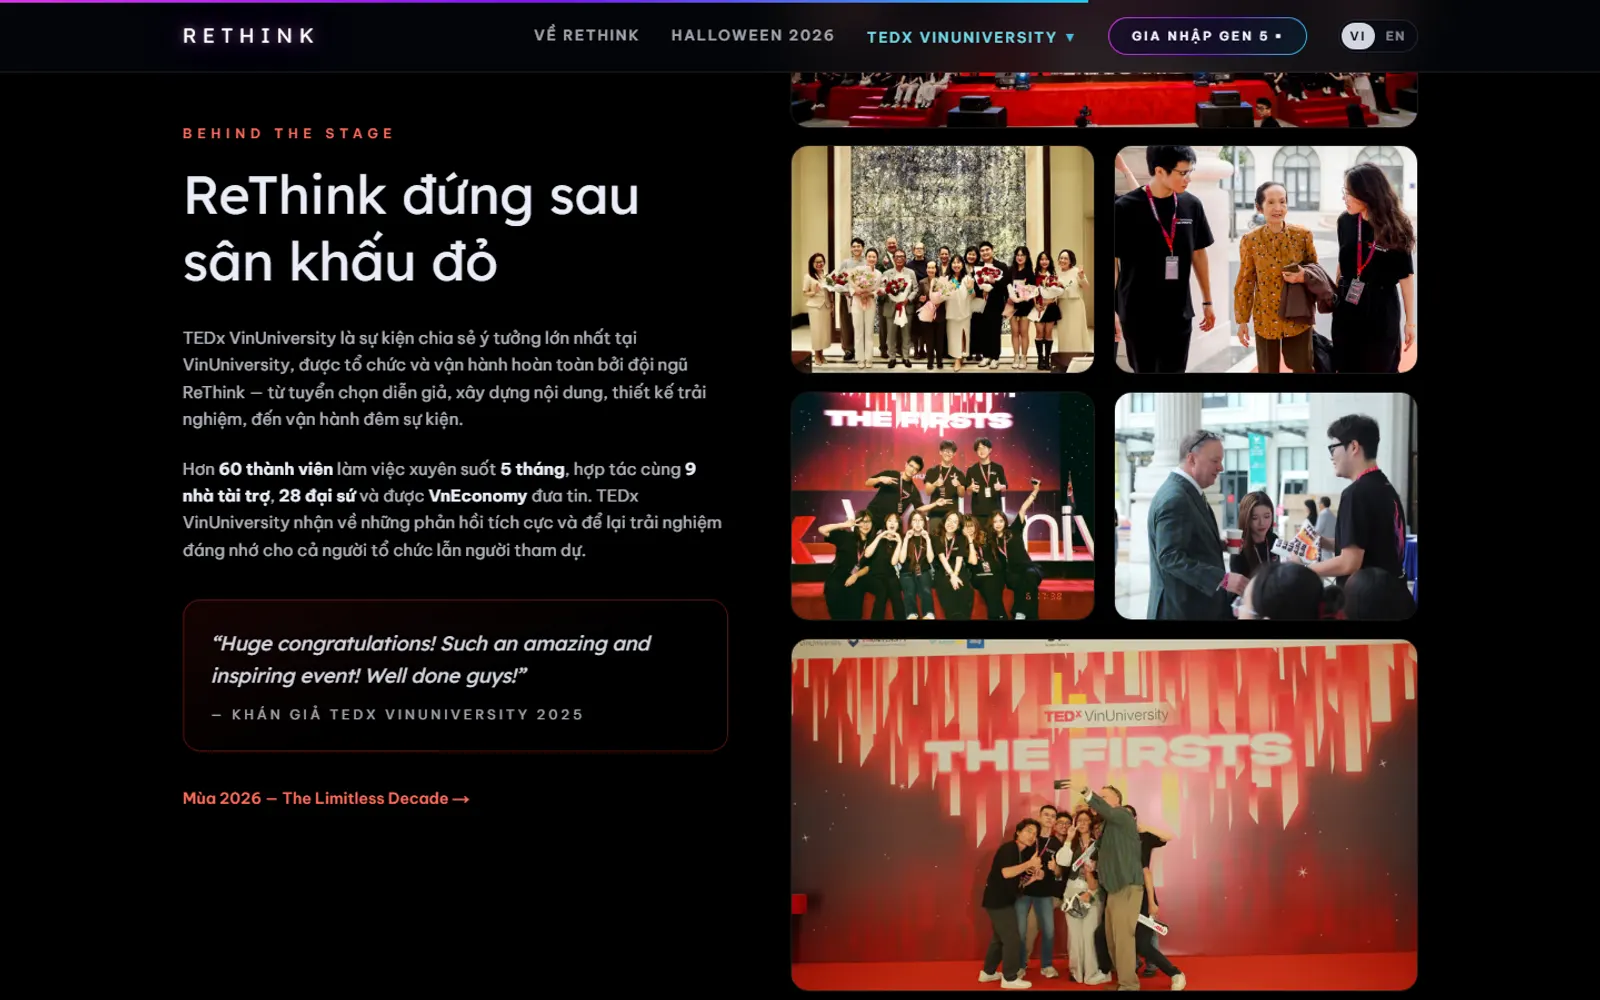 RETHINK
VỀ RETHINK
HALLOWEEN 2026
TEDX VINUNIVERSITY ▼
GIA NHẬP GEN 5
VI
EN
BEHIND THE STAGE
ReThink đứng sau
sân khấu đỏ
TEDx VinUniversity là sự kiện chia sẻ ý tưởng lớn nhất tại
VinUniversity, được tổ chức và vận hành hoàn toàn bởi đội ngũ
ReThink — từ tuyển chọn diễn giả, xây dựng nội dung, thiết kế trải
nghiệm, đến vận hành đêm sự kiện.
Hơn 60 thành viên làm việc xuyên suốt 5 tháng, hợp tác cùng 9
nhà tài trợ, 28 đại sứ và được VnEconomy đưa tin. TEDx
VinUniversity nhận về những phản hồi tích cực và để lại trải nghiệm
đáng nhớ cho cả người tổ chức lẫn người tham dự.
“Huge congratulations! Such an amazing and
inspiring event! Well done guys!”
— KHÁN GIẢ TEDX VINUNIVERSITY 2025
Mùa 2026 — The Limitless Decade →
THE FIRSTS
TEDx VinUniversity
THE FIRSTS